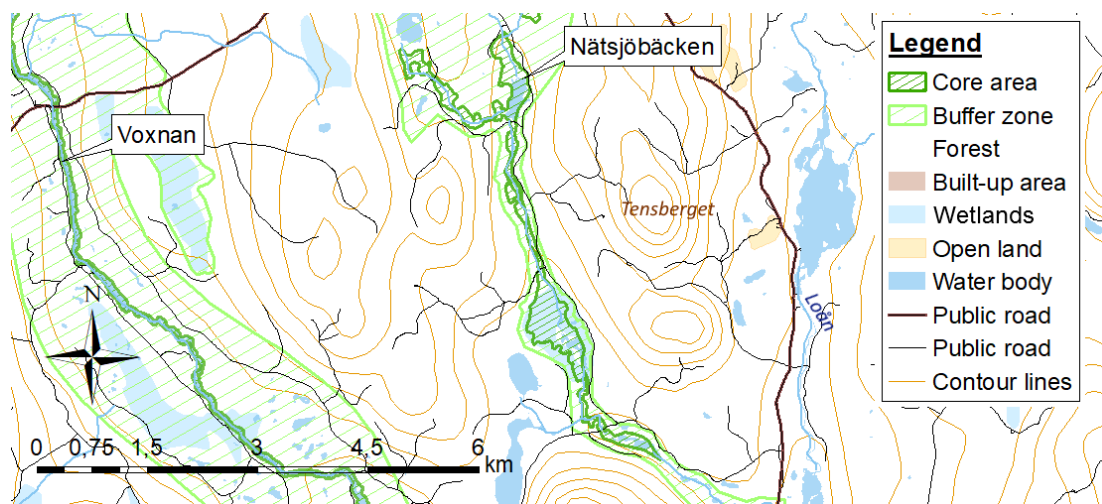 Nätsjöbäcken
Voxnan
Tensberget
Loån
N
0 0,75 1,5 3 4,5 6
km
Legend
Core area
Buffer zone
Forest
Built-up area
Wetlands
Open land
Water body
Public road
Public road
Contour lines